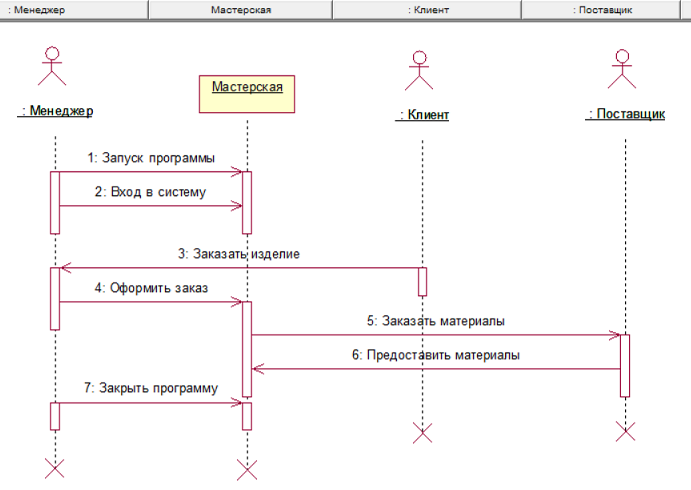 : Менеджер
Мастерская
: Клиент
: Поставщик
Мастерская
: Менеджер
: Клиент
: Поставщик
1: Запуск программы
2: Вход в систему
3: Заказать изделие
4: Оформить заказ
5: Заказать материалы
6: Предоставить материалы
7: Закрыть программу